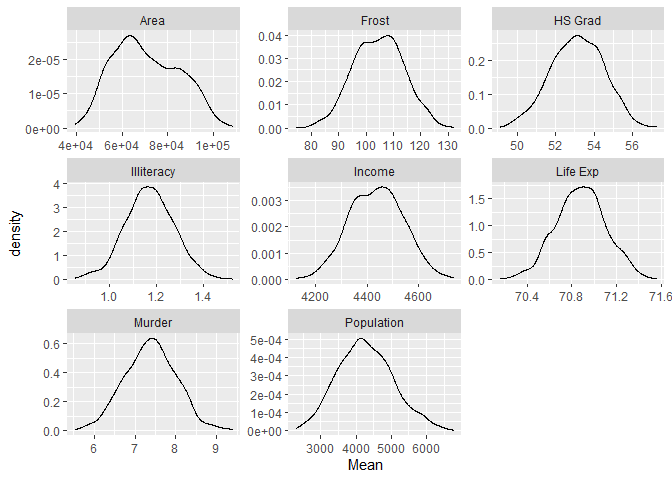 Area Frost HS Grad
2e-05 1e-05 0e+00
0.04 0.03 0.02 0.01 0.00
0.2 0.1 0.0
4e+04 6e+04 8e+04 1e+05
80 90 100 110 120 130
50 52 54 56
Illiteracy Income Life Exp
4 3 2 1 0
0.003 0.002 0.001 0.000
1.5 1.0 0.5 0.0
1.0 1.2 1.4
4200 4400 4600
70.4 70.8 71.2 71.6
density
Murder Population
0.6 0.4 0.2 0.0
5e-04 4e-04 3e-04 2e-04 1e-04 0e+00
6 7 8 9
3000 4000 5000 6000
Mean